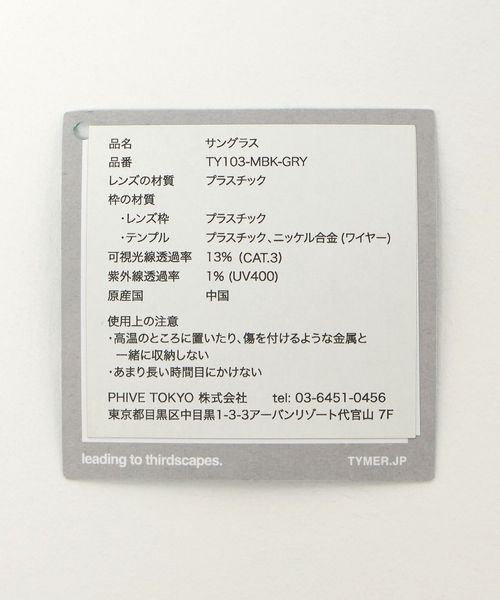 品名 サングラス
品番 TY103-MBK-GRY
レンズの材質 プラスチック
枠の材質
・レンズ枠 プラスチック
・テンプル プラスチック、ニッケル合金(ワイヤー)
可視光線透過率 13% (CAT.3)
紫外線透過率 1% (UV400)
原産国 中国
使用上の注意
・高温のところに置いたり、傷を付けるような金属と
一緒に収納しない
・あまり長い時間目にかけない
PHIVE TOKYO 株式会社 tel: 03-6451-0456
東京都目黒区中目黒1-3-3アーバンリゾート代官山 7F
leading to thirdscapes. TYMER.JP